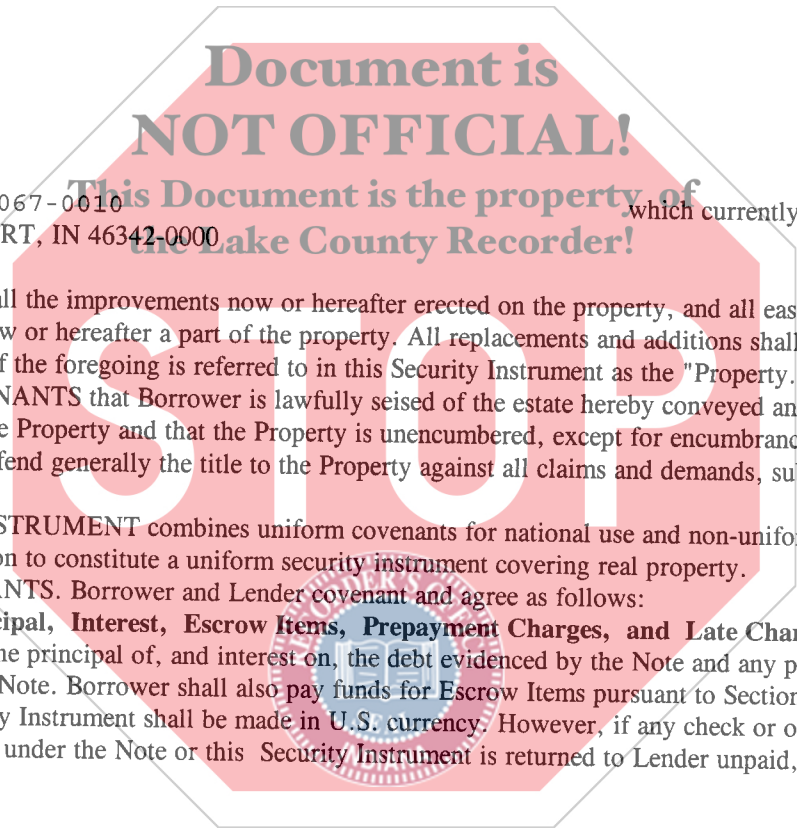 Document is
NOT OFFICIAL!
This Document is the property of
the Lake County Recorder!
067-0010 which currently
RT, IN 46342-0000
all the improvements now or hereafter erected on the property, and all eas
w or hereafter a part of the property. All replacements and additions shall
f the foregoing is referred to in this Security Instrument as the "Property.
NANTS that Borrower is lawfully seised of the estate hereby conveyed an
e Property and that the Property is unencumbered, except for encumbranc
fend generally the title to the Property against all claims and demands, su
STOP
STRUMENT combines uniform covenants for national use and non-unifo
on to constitute a uniform security instrument covering real property.
ANTS. Borrower and Lender covenant and agree as follows:
cipal, Interest, Escrow Items, Prepayment Charges, and Late Char
he principal of, and interest on, the debt evidenced by the Note and any p
Note. Borrower shall also pay funds for Escrow Items pursuant to Section
y Instrument shall be made in U.S. currency. However, if any check or o
under the Note or this Security Instrument is returned to Lender unpaid,